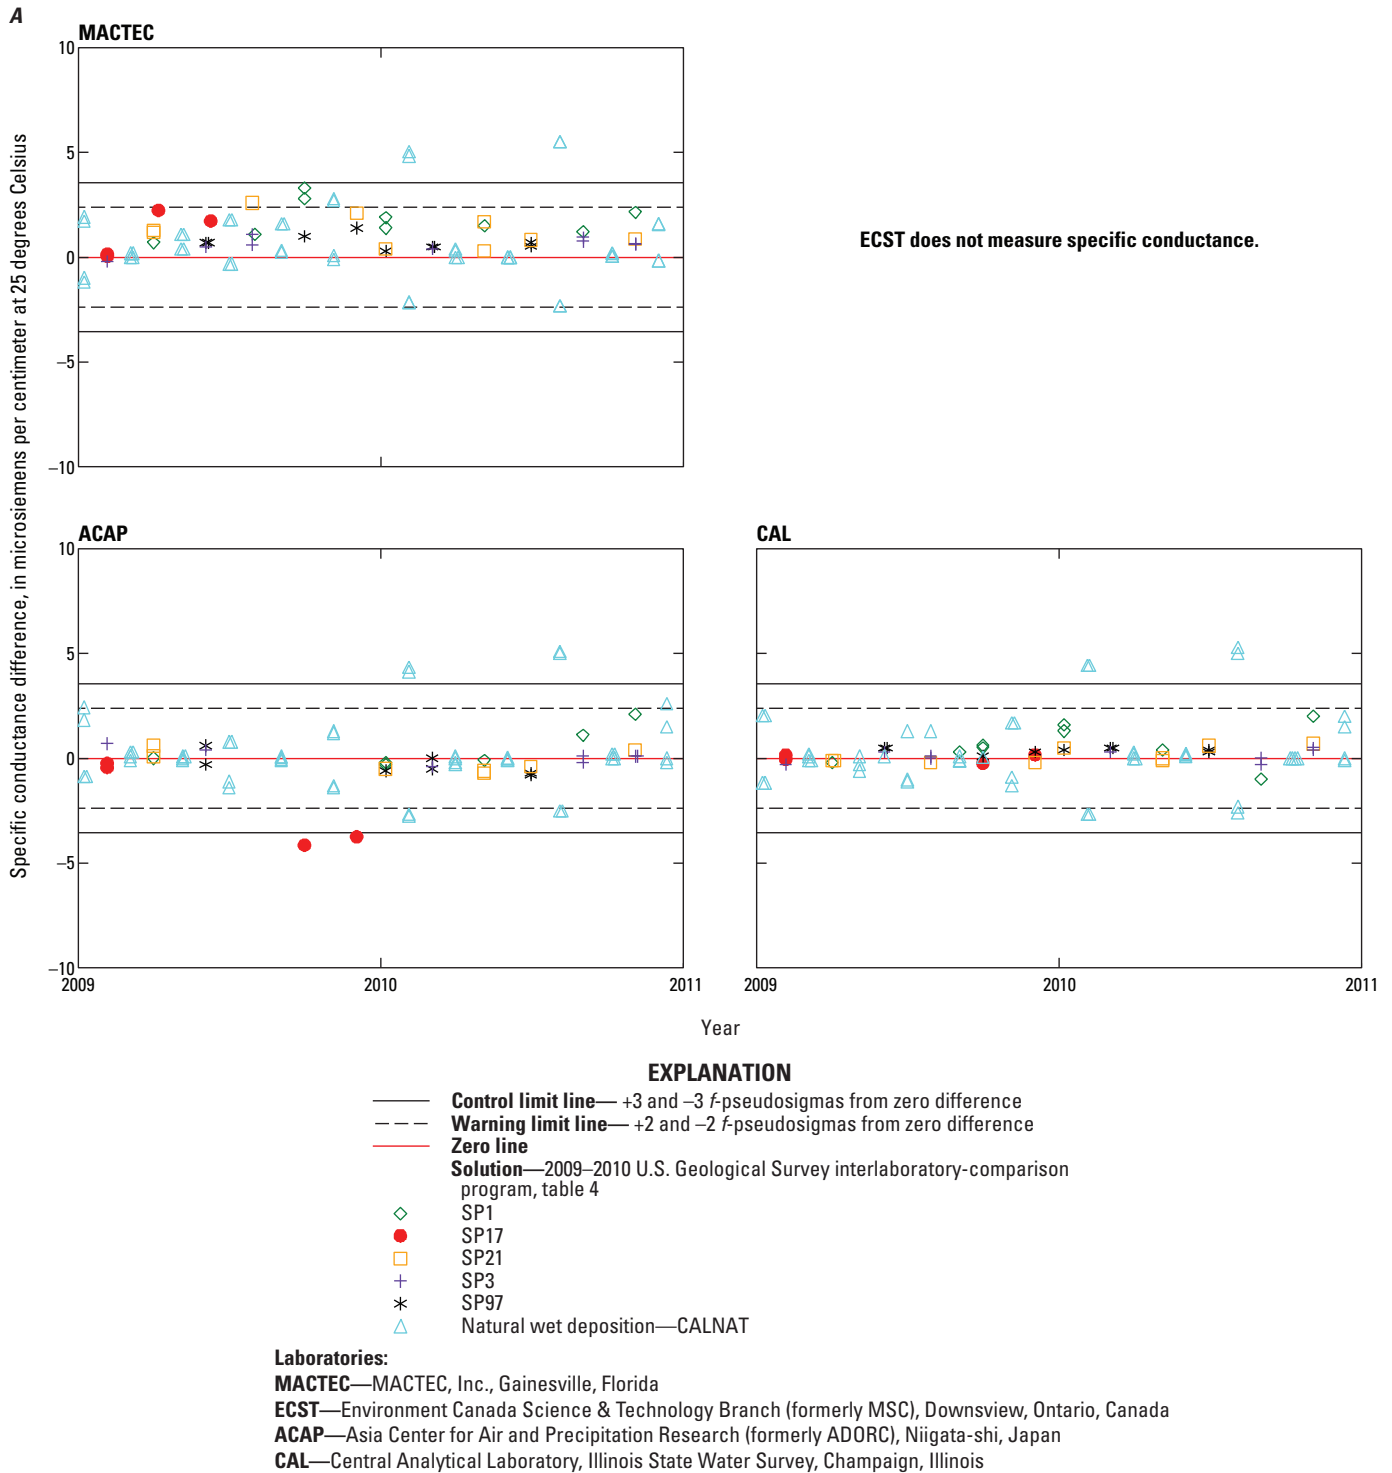 A
MACTEC
10
5
0
–5
–10
ECST does not measure specific conductance.
Specific conductance difference, in microsiemens per centimeter at 25 degrees Celsius
ACAP
10
5
0
–5
–10
2009
2010
2011
CAL
2009
2010
2011
Year
EXPLANATION
Control limit line— +3 and –3 f-pseudosigmas from zero difference
Warning limit line— +2 and –2 f-pseudosigmas from zero difference
Zero line
Solution—2009–2010 U.S. Geological Survey interlaboratory-comparison
program, table 4
SP1
SP17
SP21
SP3
SP97
Natural wet deposition—CALNAT
Laboratories:
MACTEC—MACTEC, Inc., Gainesville, Florida
ECST—Environment Canada Science & Technology Branch (formerly MSC), Downsview, Ontario, Canada
ACAP—Asia Center for Air and Precipitation Research (formerly ADORC), Niigata-shi, Japan
CAL—Central Analytical Laboratory, Illinois State Water Survey, Champaign, Illinois